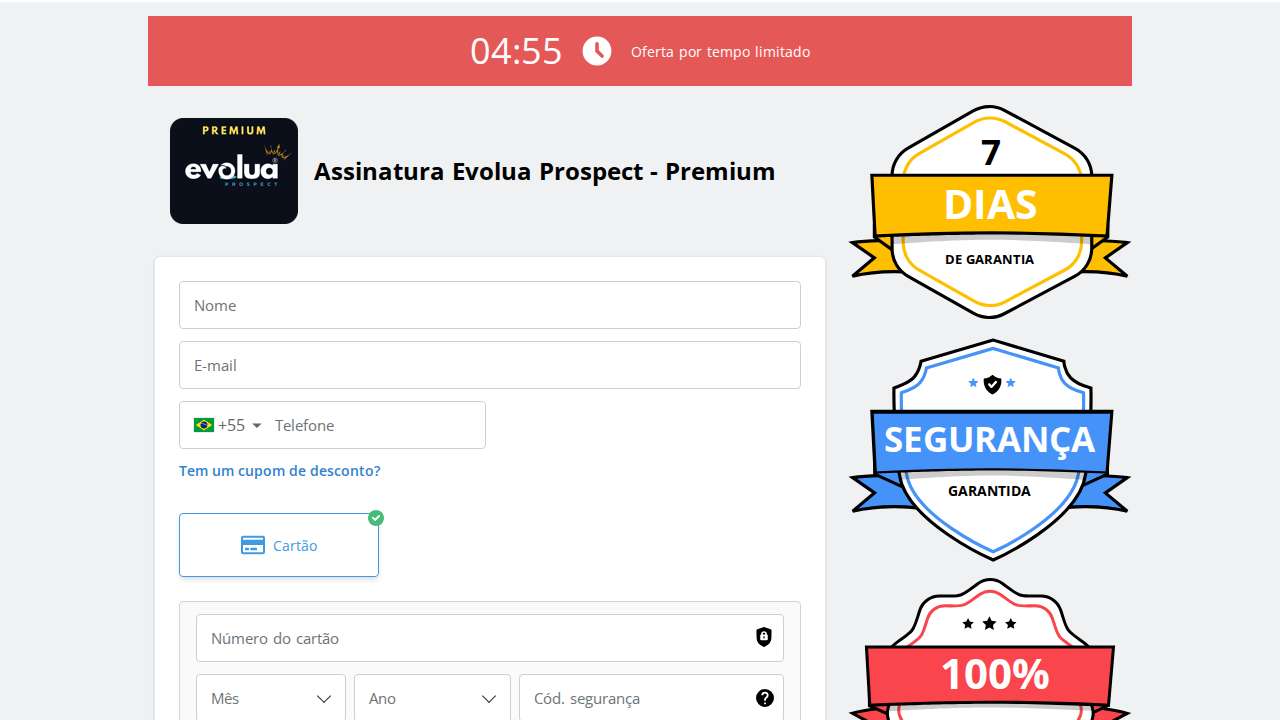 04:55 Oferta por tempo limitado
PREMIUM
evolua®
PROSPECT
Assinatura Evolua Prospect - Premium
Nome
E-mail
+55 Telefone
Tem um cupom de desconto?
Cartão
Número do cartão
Mês Ano Cód. segurança
7
DIAS
DE GARANTIA
SEGURANÇA
GARANTIDA
100%